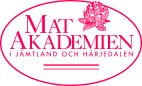 MAT
AKADEMIEN
I JÄMTLAND OCH HÄRJEDALEN